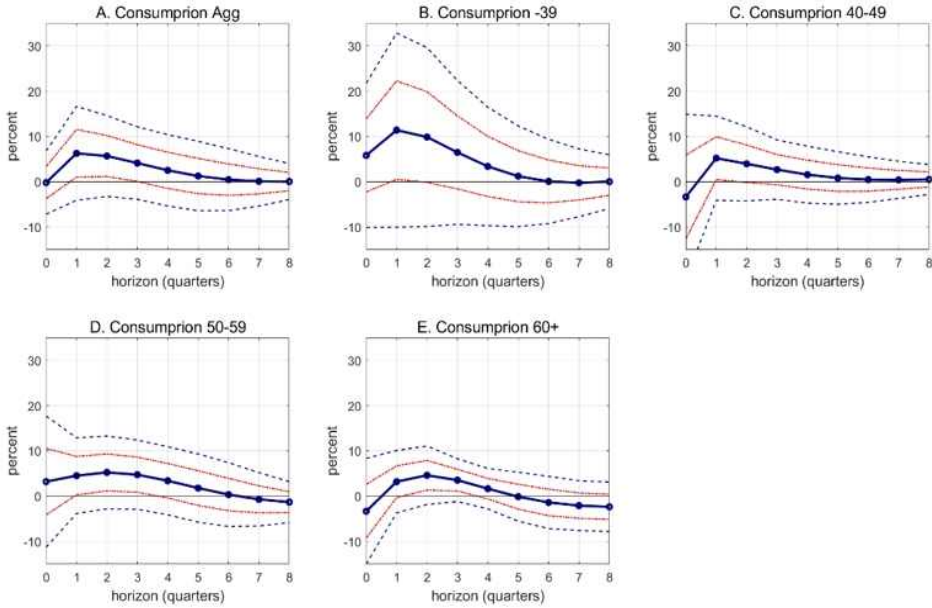 A. Consumprion Agg
percent
30
20
10
0
-10
0 1 2 3 4 5 6 7 8
horizon (quarters)
B. Consumprion -39
percent
30
20
10
0
-10
0 1 2 3 4 5 6 7 8
horizon (quarters)
C. Consumprion 40-49
percent
30
20
10
0
-10
0 1 2 3 4 5 6 7 8
horizon (quarters)
D. Consumprion 50-59
percent
30
20
10
0
-10
0 1 2 3 4 5 6 7 8
horizon (quarters)
E. Consumprion 60+
percent
30
20
10
0
-10
0 1 2 3 4 5 6 7 8
horizon (quarters)